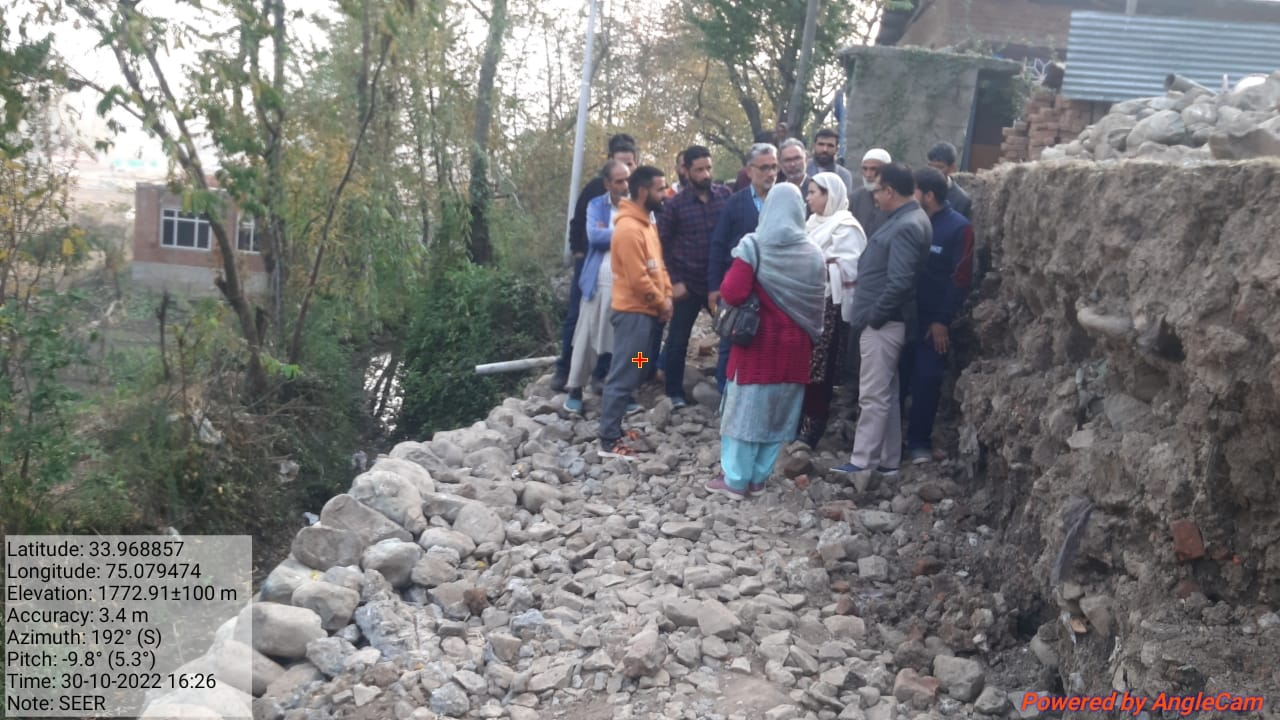 Latitude: 33.968857
Longitude: 75.079474
Elevation: 1772.91±100 m
Accuracy: 3.4 m
Azimuth: 192° (S)
Pitch: -9.8° (5.3°)
Time: 30-10-2022 16:26
Note: SEER
Powered by AngleCam